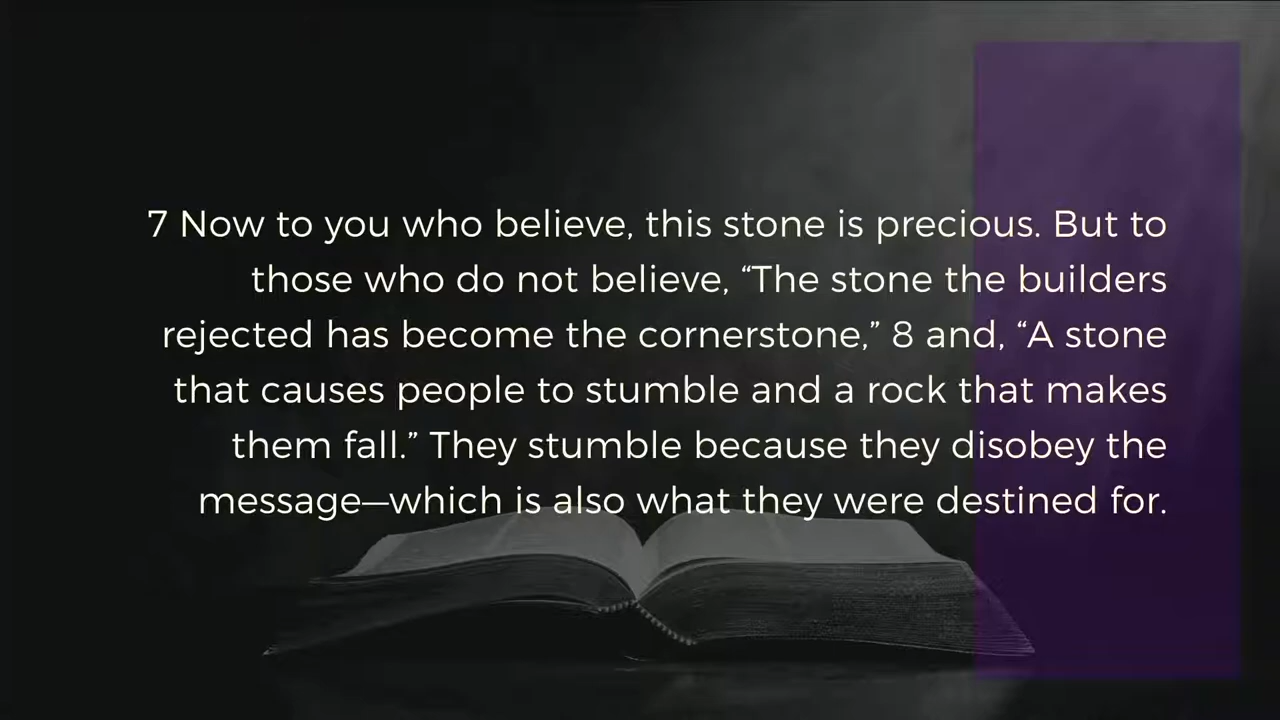 7 Now to you who believe, this stone is precious. But to
those who do not believe, “The stone the builders
rejected has become the cornerstone,” 8 and, “A stone
that causes people to stumble and a rock that makes
them fall.” They stumble because they disobey the
message—which is also what they were destined for.